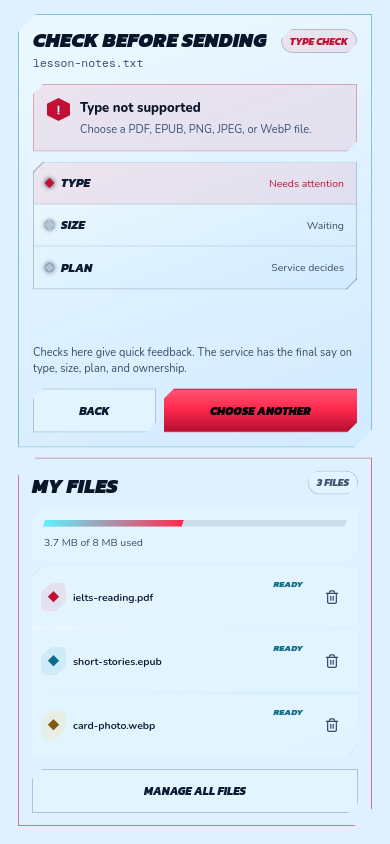 CHECK BEFORE SENDING
TYPE CHECK
lesson-notes.txt
!
Type not supported
Choose a PDF, EPUB, PNG, JPEG, or WebP file.
TYPE
Needs attention
SIZE
Waiting
PLAN
Service decides
Checks here give quick feedback. The service has the final say on
type, size, plan, and ownership.
BACK
CHOOSE ANOTHER
MY FILES
3 FILES
3.7 MB of 8 MB used
READY
ielts-reading.pdf
READY
short-stories.epub
READY
card-photo.webp
MANAGE ALL FILES